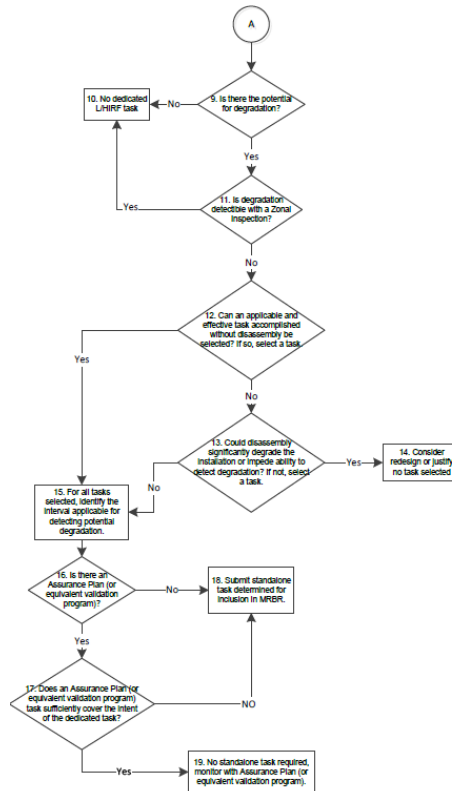 A
9. Is there the potential
for degradation?
10. No dedicated
L/HIRF task
No
Yes
11. Is degradation
detectible with a Zonal
Inspection?
Yes
No
12. Can an applicable and
effective task accomplished
without disassembly be
selected? If so, select a task.
Yes
No
13. Could disassembly
significantly degrade the
installation or impede ability to
detect degradation? If not, select
a task.
Yes
14. Consider
redesign or justify
no task selected
No
15. For all tasks
selected, identify the
interval applicable for
detecting potential
degradation.
16. Is there an
Assurance Plan (or
equivalent validation
program)?
No
18. Submit standalone
task determined for
inclusion in MRBR.
Yes
17. Does an Assurance Plan (or
equivalent validation program)
task sufficiently cover the intent
of the dedicated task?
NO
Yes
19. No standalone task required,
monitor with Assurance Plan (or
equivalent validation program).